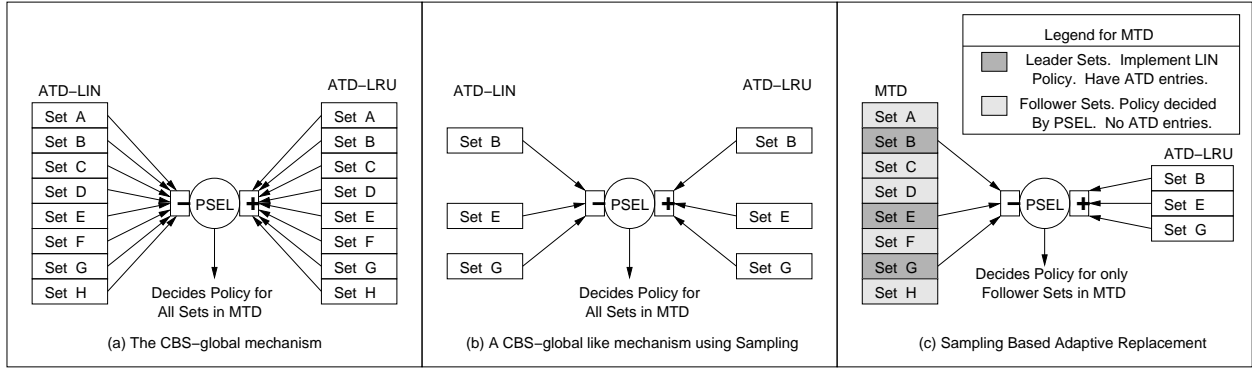 ATD−LIN
ATD−LRU
Set A
Set B
Set C
Set D
Set E
Set F
Set G
Set H
− PSEL +
Set A
Set B
Set C
Set D
Set E
Set F
Set G
Set H
Decides Policy for
All Sets in MTD
(a) The CBS−global mechanism
ATD−LIN
ATD−LRU
Set B
Set E
Set G
− PSEL +
Set B
Set E
Set G
Decides Policy for
All Sets in MTD
(b) A CBS−global like mechanism using Sampling
Legend for MTD
Leader Sets. Implement LIN
Policy. Have ATD entries.
Follower Sets. Policy decided
By PSEL. No ATD entries.
MTD
Set A
Set B
Set C
Set D
Set E
Set F
Set G
Set H
− PSEL +
ATD−LRU
Set B
Set E
Set G
Decides Policy for only
Follower Sets in MTD
(c) Sampling Based Adaptive Replacement